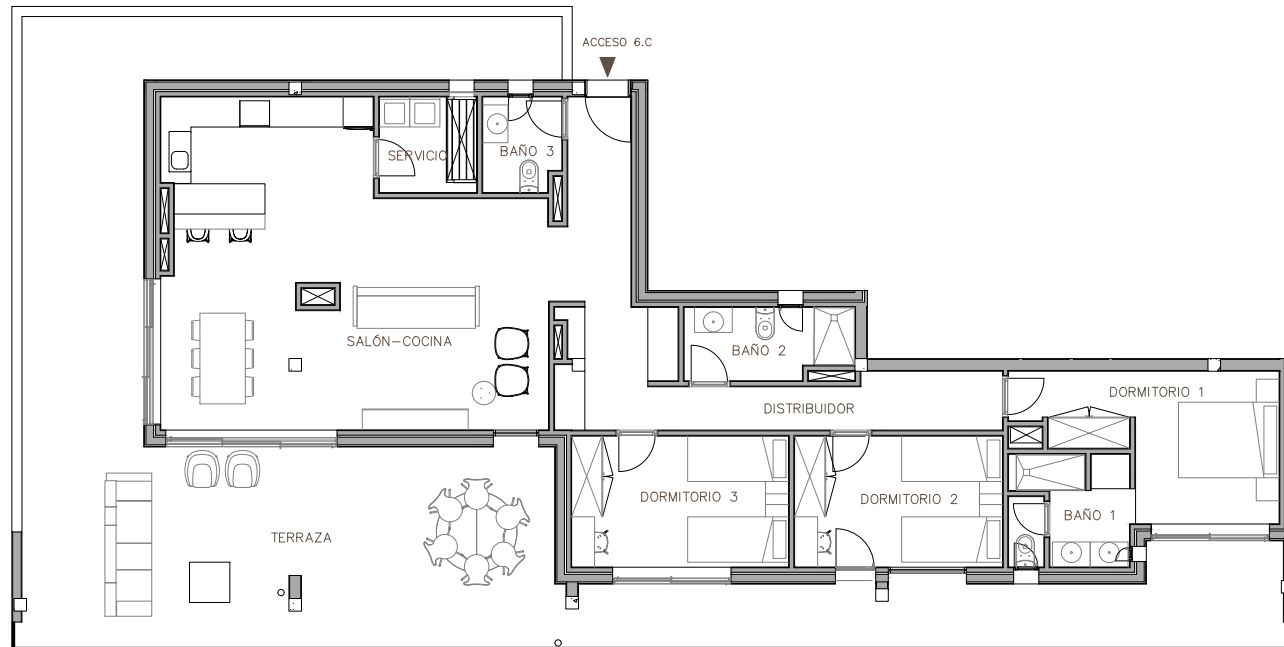 ACCESO 6.C
SERVICIO
BAÑO 3
SALÓN-COCINA
BAÑO 2
DISTRIBUIDOR
DORMITORIO 1
DORMITORIO 3
DORMITORIO 2
BAÑO 1
TERRAZA